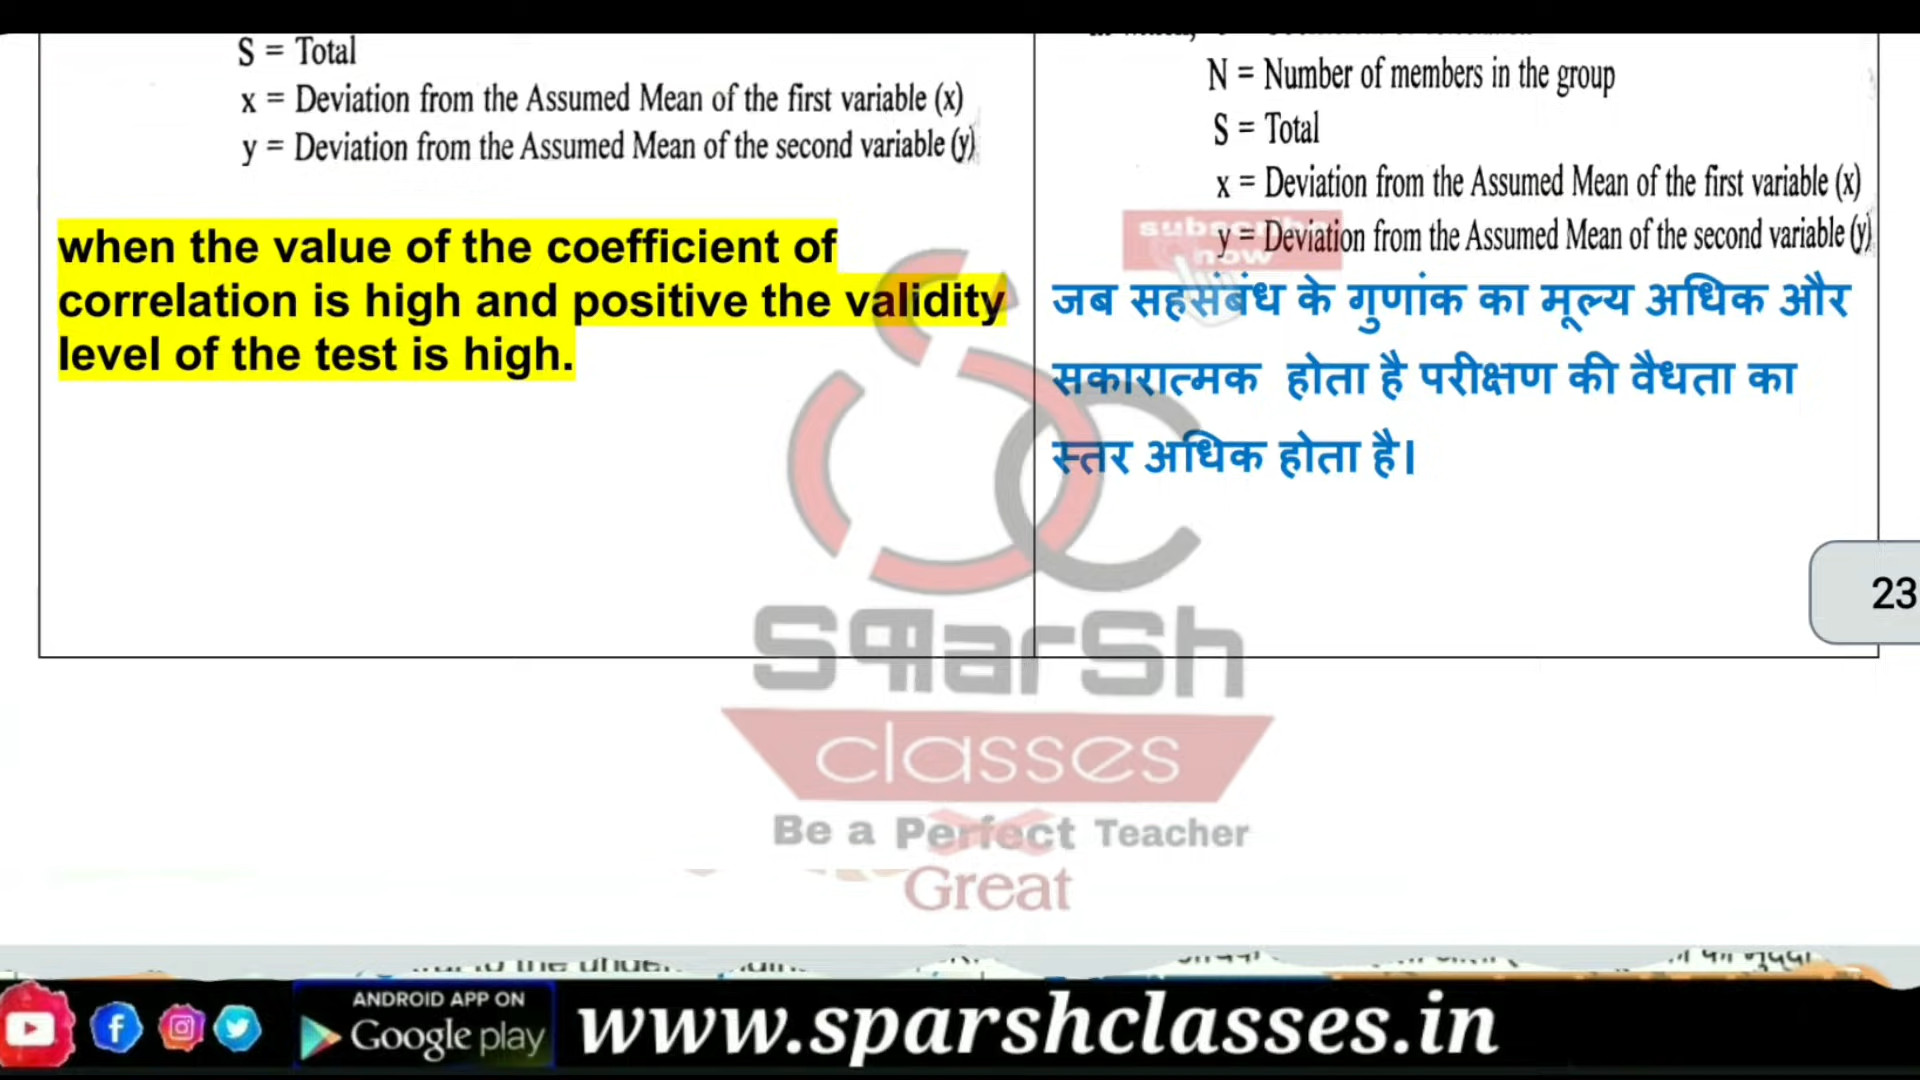 S = Total
x = Deviation from the Assumed Mean of the first variable (x)
y = Deviation from the Assumed Mean of the second variable (y)
when the value of the coefficient of
correlation is high and positive the validity
level of the test is high.
N = Number of members in the group
S = Total
x = Deviation from the Assumed Mean of the first variable (x)
y = Deviation from the Assumed Mean of the second variable (y)
जब सहसंबंध के गुणांक का मूल्य अधिक और
सकारात्मक होता है परीक्षण की वैधता का
स्तर अधिक होता है।
subscribe
now
23
Sपarsh
classes
Be a Perfect Teacher
Great
ANDROID APP ON
Google play
www.sparshclasses.in